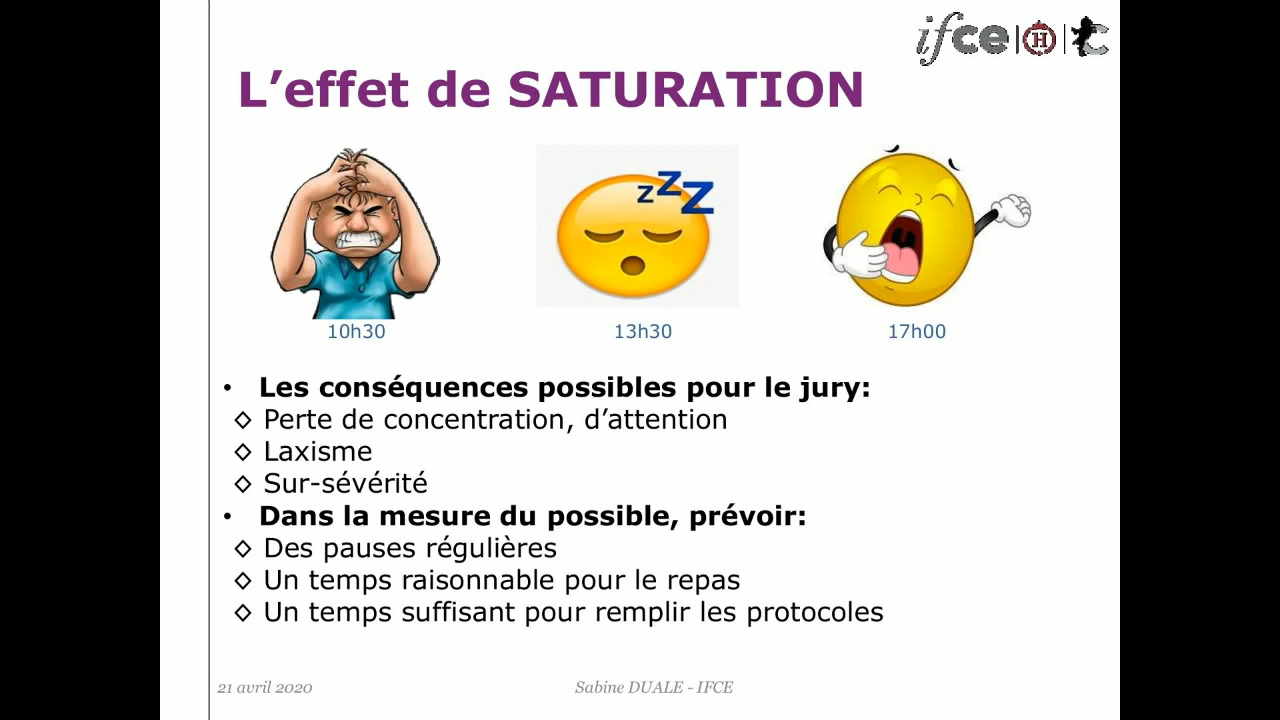 ifce | H | C
L’effet de SATURATION
z z z
10h30 13h30 17h00
• Les conséquences possibles pour le jury:
◇ Perte de concentration, d’attention
◇ Laxisme
◇ Sur-sévérité
• Dans la mesure du possible, prévoir:
◇ Des pauses régulières
◇ Un temps raisonnable pour le repas
◇ Un temps suffisant pour remplir les protocoles
21 avril 2020 Sabine DUALE - IFCE